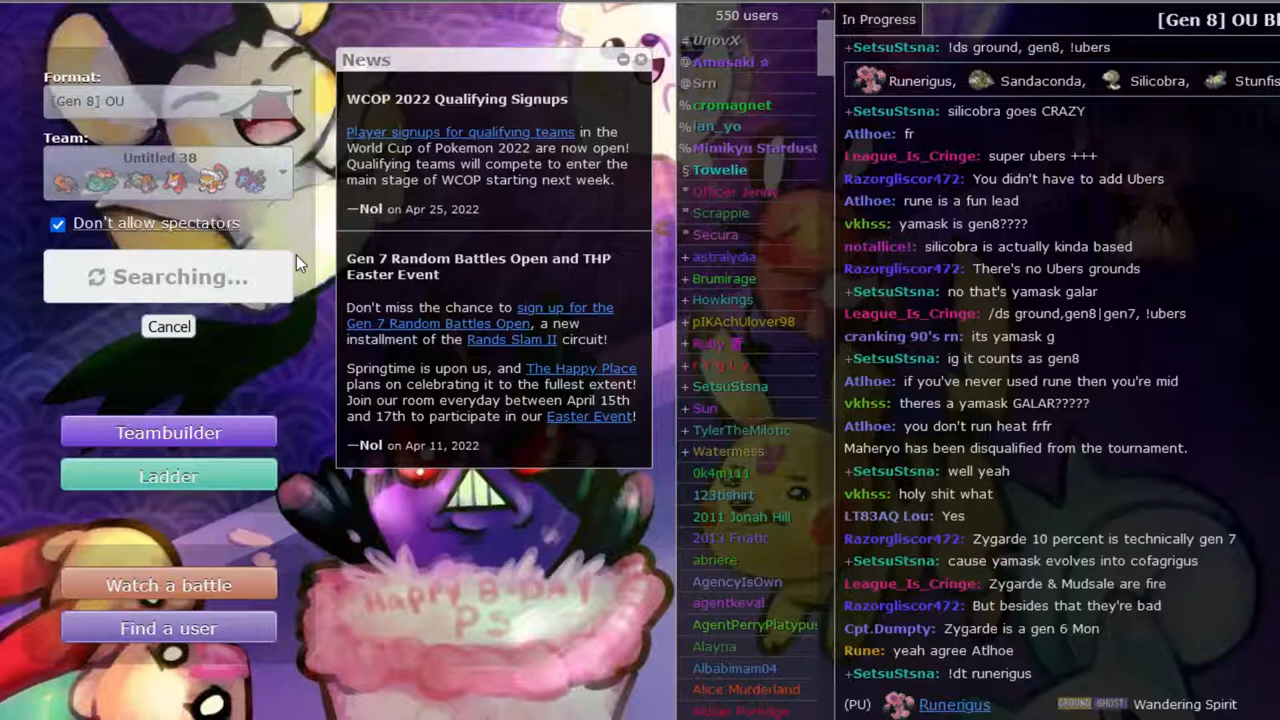 Format:
[Gen 8] OU
Team:
Untitled 38
Don't allow spectators
Searching...
Cancel
Teambuilder
Ladder
Watch a battle
Find a user
News
WCOP 2022 Qualifying Signups
Player signups for qualifying teams in the
World Cup of Pokemon 2022 are now open!
Qualifying teams will compete to enter the
main stage of WCOP starting next week.
—Nol on Apr 25, 2022
Gen 7 Random Battles Open and THP
Easter Event
Don't miss the chance to sign up for the
Gen 7 Random Battles Open, a new
installment of the Rands Slam II circuit!
Springtime is upon us, and The Happy Place
plans on celebrating it to the fullest extent!
Join our room everyday between April 15th
and 17th to participate in our Easter Event!
—Nol on Apr 11, 2022
Happy Birthday
PS
550 users
#UnovX
@Amasaki ☆
@Srn
%cromagnet
%ian_yo
%Mimikyu Stardust
§Towelie
*Officer Jenny
*Scrappie
*Secura
+astralydia
+Brumirage
+Howkings
+pIKAchUlover98
+Ruby
+SetsuStsna
+Sun
+TylerTheMilotic
+Watermess
0k4m111
123tishirt
2011 Jonah Hill
2013 Friatic
abnere
AgencyIsOwn
agentkeval
AgentPerryPlatypus
Alayna
Albabimam04
Alice Murderland
In Progress
[Gen 8] OU Bl
+SetsuStsna: !ds ground, gen8, !ubers
Runerigus, Sandaconda, Silicobra, Stunfis
+SetsuStsna: silicobra goes CRAZY
Atlhoe: fr
League_Is_Cringe: super ubers +++
Razorgliscor472: You didn't have to add Ubers
Atlhoe: rune is a fun lead
vkhss: yamask is gen8????
notallice!: silicobra is actually kinda based
Razorgliscor472: There's no Ubers grounds
+SetsuStsna: no that's yamask galar
League_Is_Cringe: /ds ground,gen8|gen7, !ubers
cranking 90's rn: its yamask g
+SetsuStsna: ig it counts as gen8
Atlhoe: if you've never used rune then you're mid
vkhss: theres a yamask GALAR?????
Atlhoe: you don't run heat frfr
Maheryo has been disqualified from the tournament.
+SetsuStsna: well yeah
vkhss: holy shit what
LT83AQ Lou: Yes
Razorgliscor472: Zygarde 10 percent is technically gen 7
+SetsuStsna: cause yamask evolves into cofagrigus
League_Is_Cringe: Zygarde & Mudsale are fire
Razorgliscor472: But besides that they're bad
Cpt.Dumpty: Zygarde is a gen 6 Mon
Rune: yeah agree Atlhoe
+SetsuStsna: !dt runerigus
(PU) Runerigus GROUND GHOST Wandering Spirit